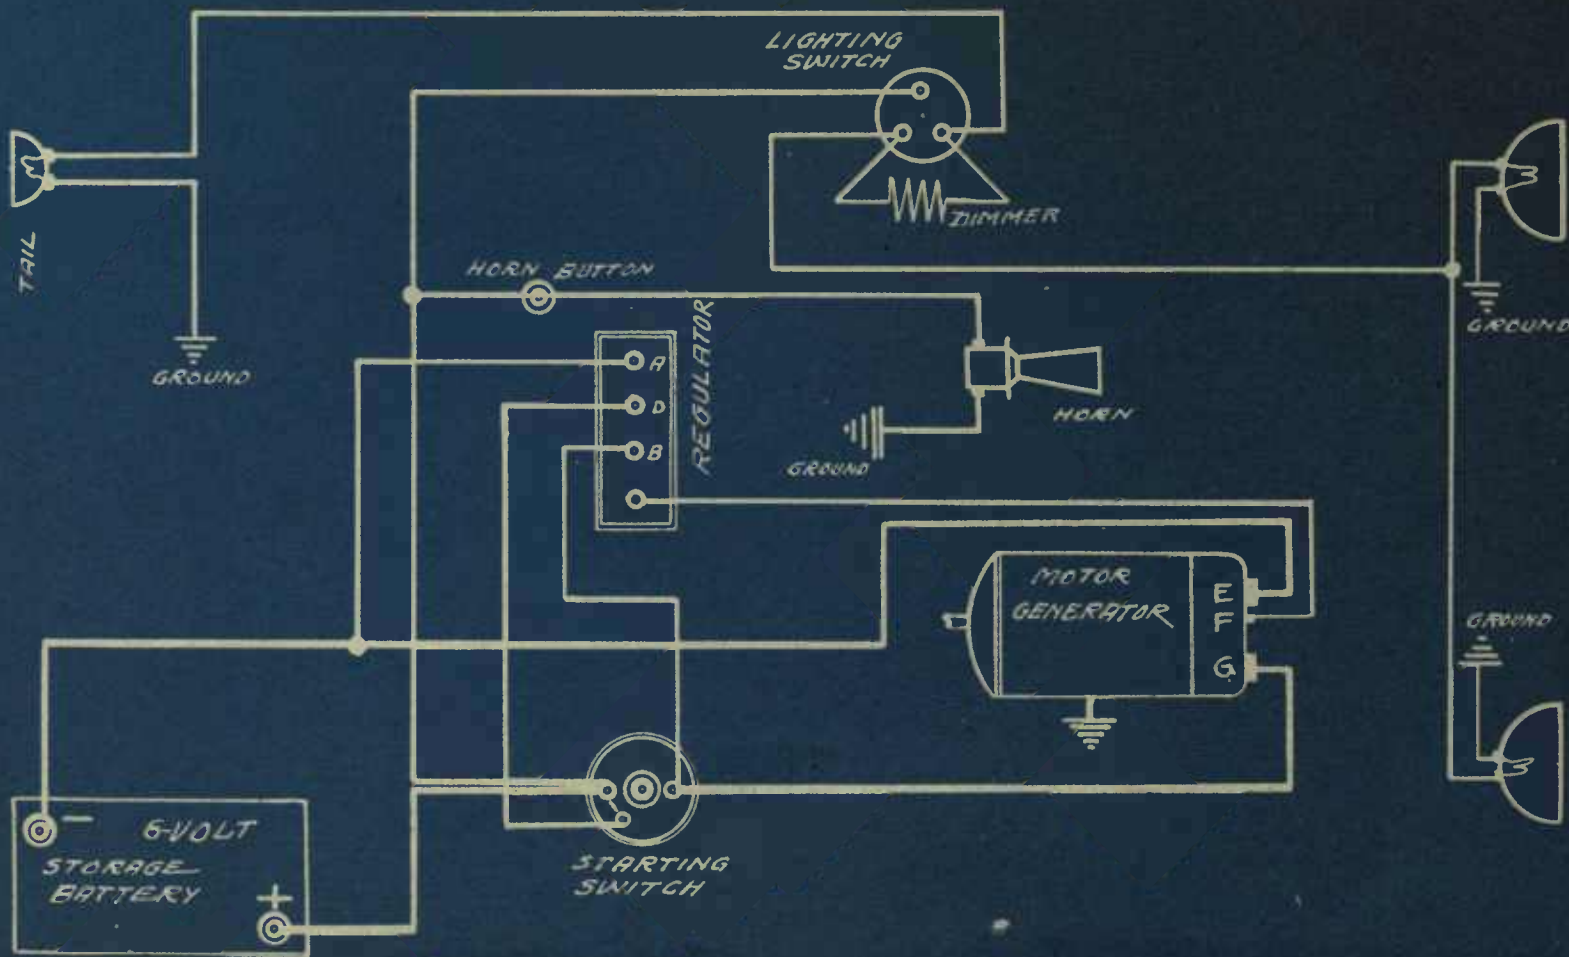 LIGHTING
SWITCH
DIMMER
TAIL
HORN BUTTON
REGULATOR
GROUND
GROUND
A
D
B
HORN
GROUND
MOTOR
GENERATOR
E
F
G
GROUND
6-VOLT
STORAGE
BATTERY
STARTING
SWITCH